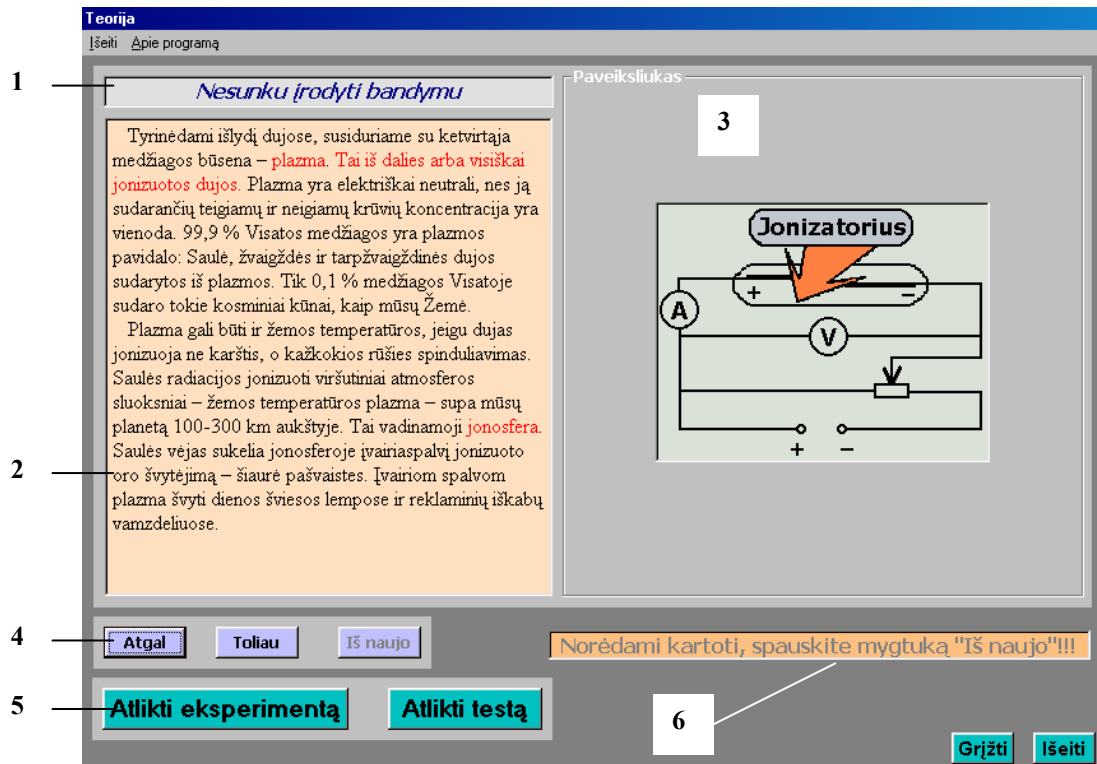 Teorija
Išeiti Apie programą
1
Nesunku įrodyti bandymu
Paveiksliukas
3
Tyrinėdami išlydį dujose, susiduriame su ketvirtąja
medžiagos būsena – plazma. Tai iš dalies arba visiškai
jonizuotos dujos. Plazma yra elektriškai neutrali, nes ją
sudarančių teigiamų ir neigiamų krūvių koncentracija yra
vienoda. 99,9 % Visatos medžiagos yra plazmos
pavidalo: Saulė, žvaigždės ir tarpžvaigždinės dujos
sudarytos iš plazmos. Tik 0,1 % medžiagos Visatoje
sudaro tokie kosminiai kūnai, kaip mūsų Žemė.
Plazma gali būti ir žemos temperatūros, jeigu dujas
jonizuoja ne karštis, o kažkokios rūšies spinduliavimas.
Saulės radiacijos jonizuoti viršutiniai atmosferos
sluoksniai – žemos temperatūros plazma – supa mūsų
planetą 100-300 km aukštyje. Tai vadinamoji jonosfera.
Saulės vėjas sukelia jonosferoje įvairiaspalvį jonizuoto
oro švytėjimą – šiaurė pašvaistes. Įvairiom spalvom
plazma švyti dienos šviesos lempose ir reklaminių iškabų
vamzdeliuose.
2
Jonizatorius
+ −
A
V
+ −
4
Atgal Toliau Iš naujo
Norėdami kartoti, spauskite mygtuką "Iš naujo"!!!
5
Atlikti eksperimentą Atlikti testą
6
Grįžti Išeiti